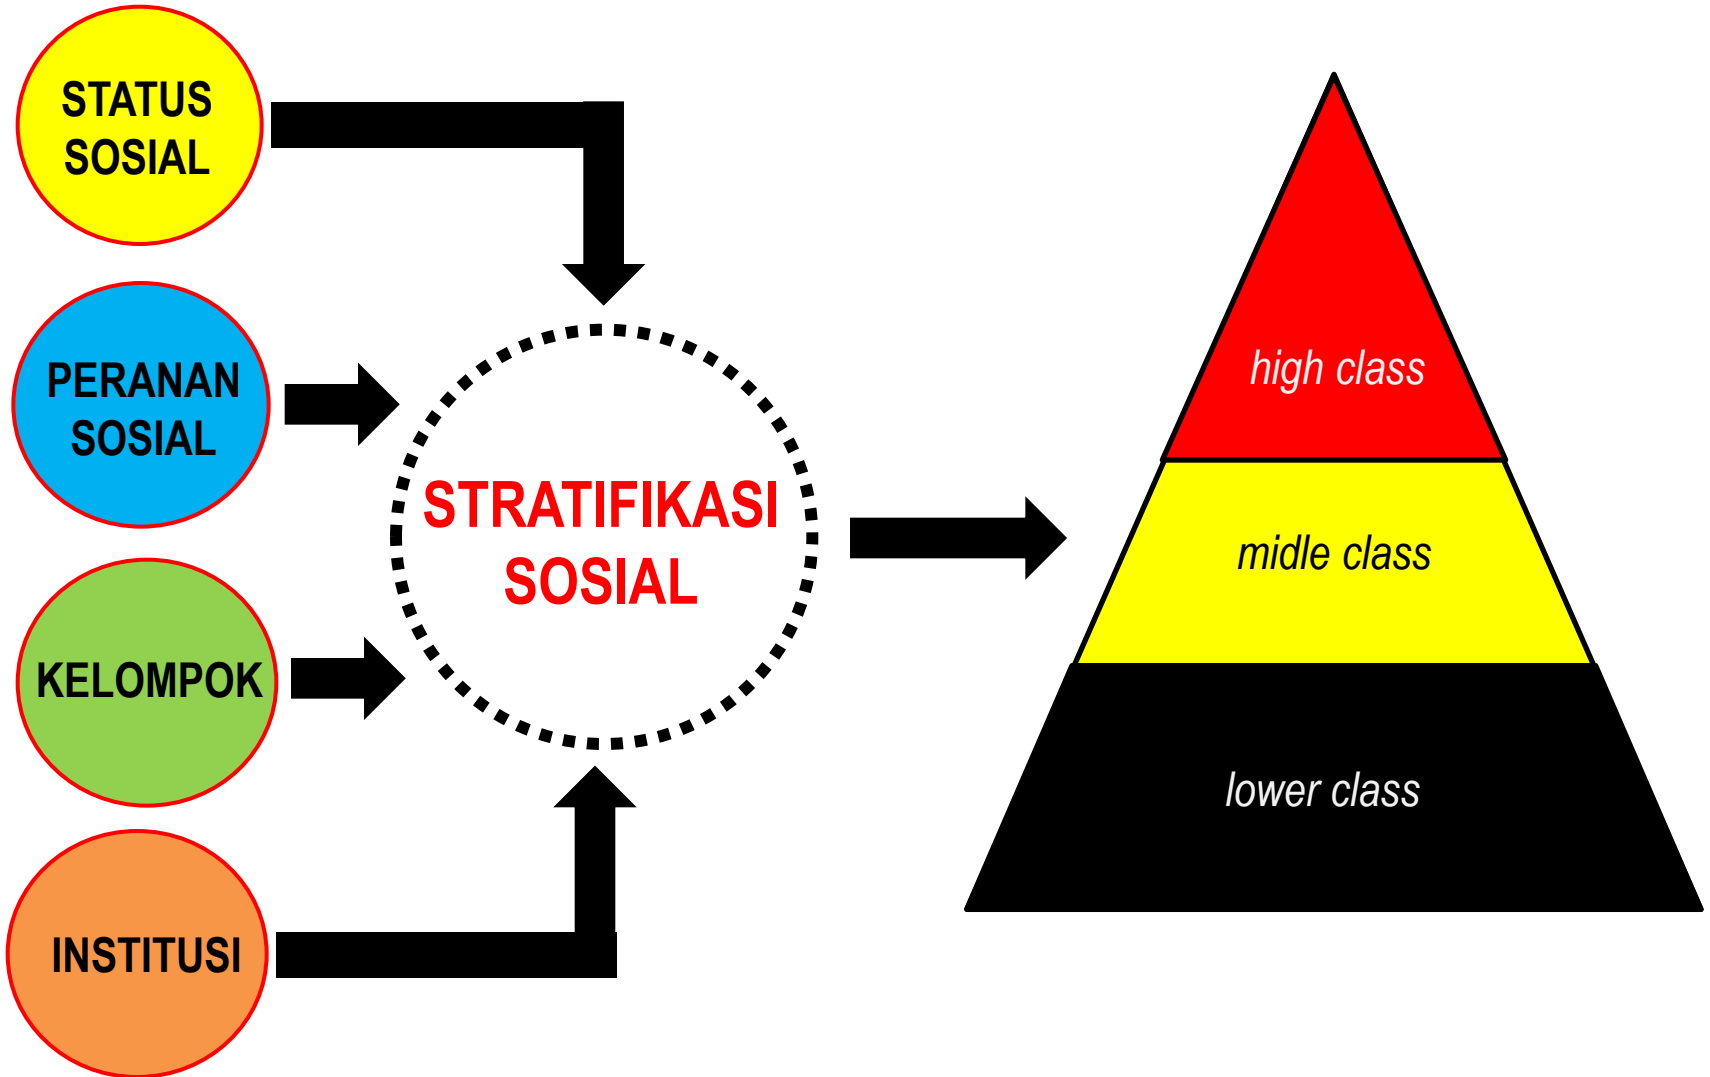 STATUS
SOSIAL
PERANAN
SOSIAL
KELOMPOK
INSTITUSI
STRATIFIKASI
SOSIAL
high class
midle class
lower class